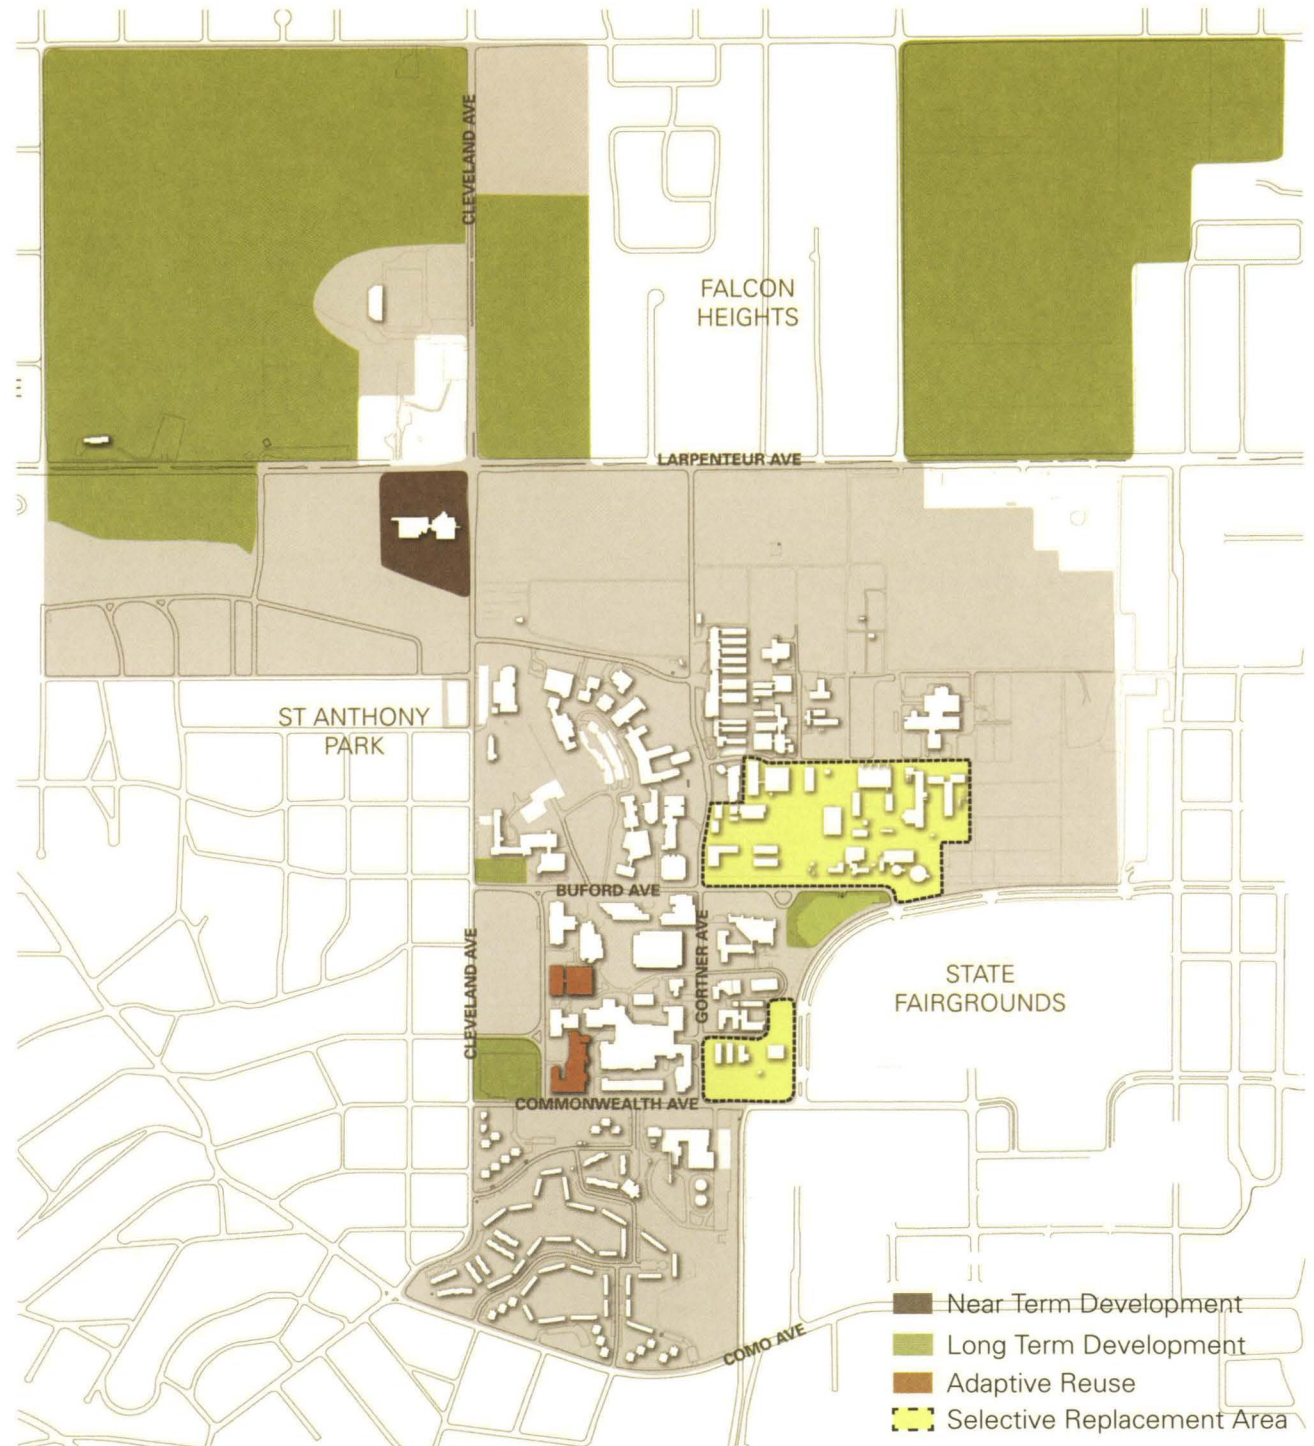 CLEVELAND AVE
FALCON
HEIGHTS
LARPENTEUR AVE
ST ANTHONY
PARK
BUFORD AVE
CLEVELAND AVE
GORTNER AVE
STATE
FAIRGROUNDS
COMMONWEALTH AVE
COMO AVE
Near Term Development
Long Term Development
Adaptive Reuse
Selective Replacement Area